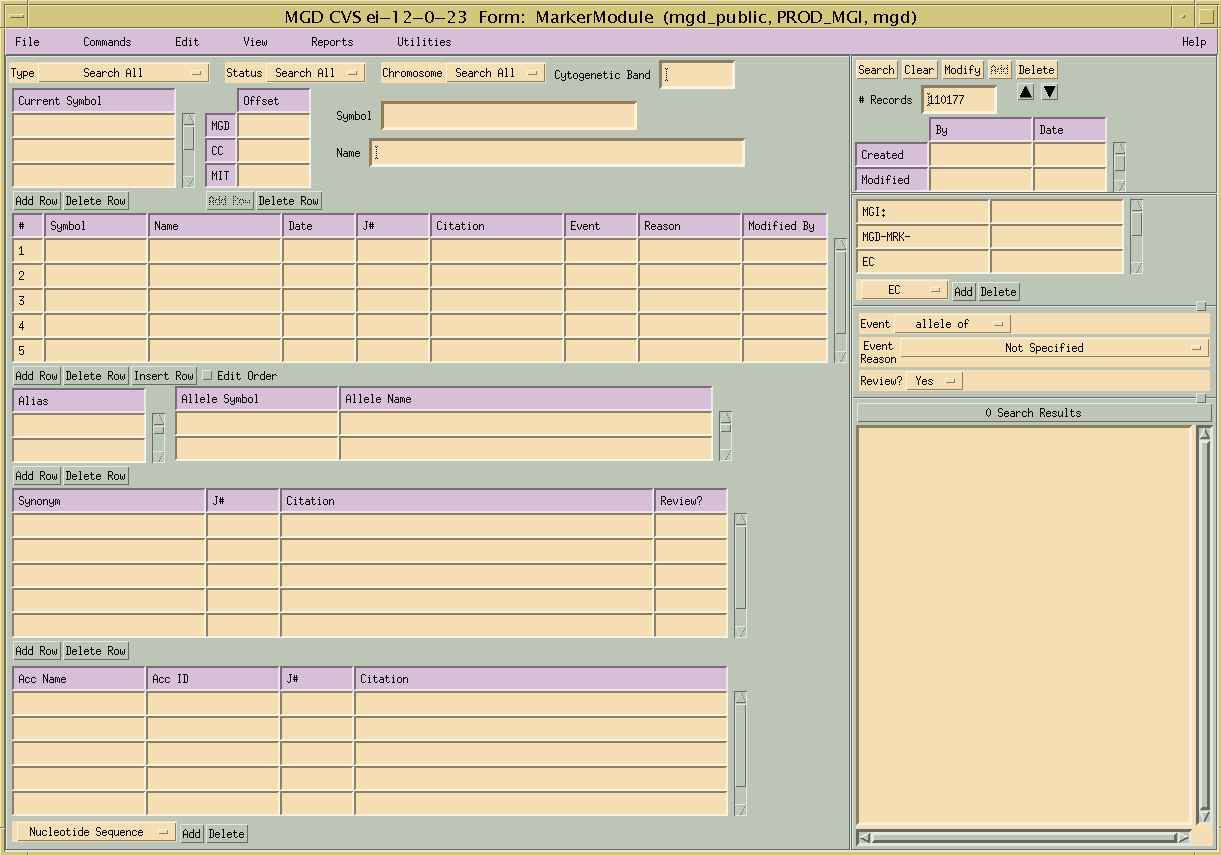 MGD CVS ei-12-0-23 Form: MarkerModule (mgd_public, PROD_MGI, mgd)
File Commands Edit View Reports Utilities Help
Type Search All Status Search All Chromosome Search All Cytogenetic Band
Search Clear Modify Add Delete
# Records 110177
Current Symbol Offset
Symbol
MGD
CC
MIT
Name
By Date
Created
Modified
Add Row Delete Row Add Row Delete Row
MGI:
MGD-MRK-
EC
EC Add Delete
# Symbol Name Date J# Citation Event Reason Modified By
1
2
3
4
5
Event allele of
Event Reason Not Specified
Review? Yes
Add Row Delete Row Insert Row Edit Order
Alias Allele Symbol Allele Name
0 Search Results
Add Row Delete Row
Synonym J# Citation Review?
Add Row Delete Row
Acc Name Acc ID J# Citation
Nucleotide Sequence Add Delete